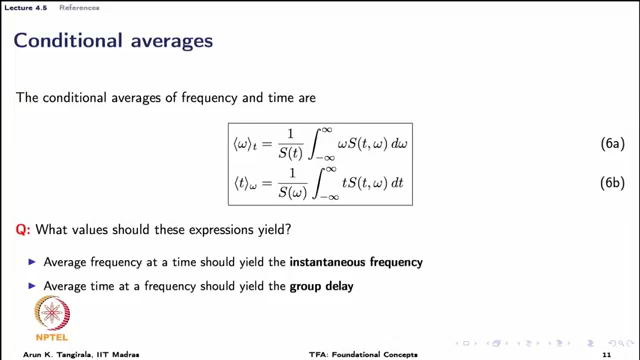 Lecture 4.5 References
Conditional averages
The conditional averages of frequency and time are
⟨ω⟩_t = 1/S(t) ∫_{-∞}^{∞} ωS(t, ω) dω (6a)
⟨t⟩_ω = 1/S(ω) ∫_{-∞}^{∞} tS(t, ω) dt (6b)
Q: What values should these expressions yield?
▶ Average frequency at a time should yield the instantaneous frequency
▶ Average time at a frequency should yield the group delay
NPTEL
Arun K. Tangirala, IIT Madras TFA: Foundational Concepts 11